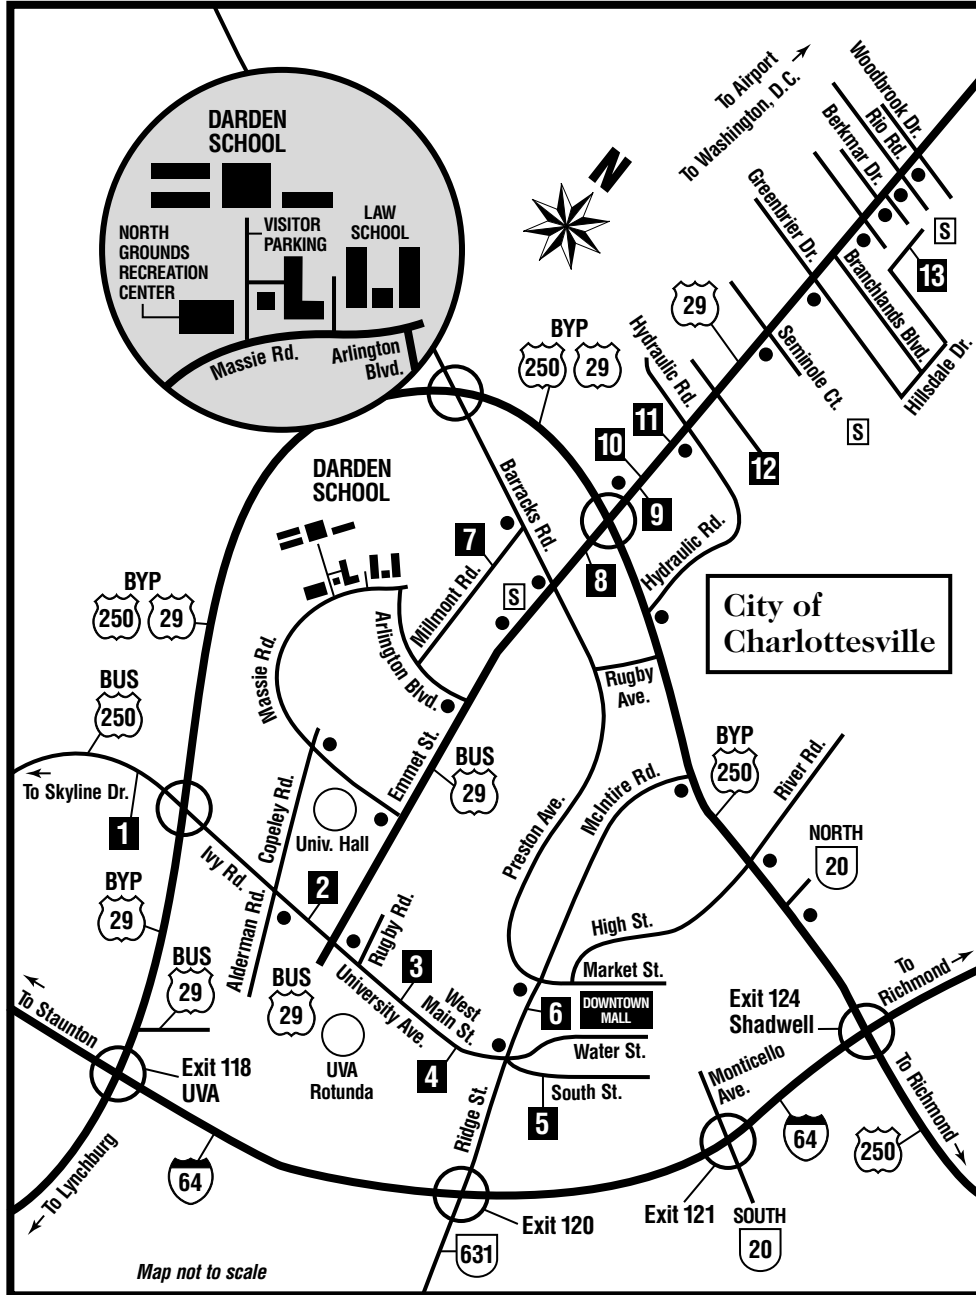 DARDEN
SCHOOL
NORTH
GROUNDS
RECREATION
CENTER
VISITOR
PARKING
LAW
SCHOOL
Massie Rd.
Arlington
Blvd.
N
To Airport
To Washington, D.C.
Woodbrook Dr.
Rio Rd.
Berkmar Dr.
Greenbrier Dr.
S
13
Branchlands Blvd.
Hillsdale Dr.
29
Seminole Ct.
S
BYP
250
29
Hydraulic Rd.
11
10
12
9
8
Hydraulic Rd.
DARDEN
SCHOOL
Barracks Rd.
7
Millmont Rd.
S
BYP
250
29
City of
Charlottesville
Massie Rd.
Arlington Blvd.
Rugby
Ave.
BUS
250
To Skyline Dr.
1
Emmet St.
BUS
29
BYP
250
River Rd.
McIntire Rd.
Preston Ave.
Copeley Rd.
Univ. Hall
Ivy Rd.
2
NORTH
20
BYP
29
Alderman Rd.
Rugby Rd.
High St.
BUS
29
BUS
29
University Ave.
3
West
Main St.
Market St.
6
DOWNTOWN
MALL
Exit 124
Shadwell
To
Richmond
To Staunton
Exit 118
UVA
UVA
Rotunda
4
Water St.
South St.
5
Monticello
Ave.
To Richmond
250
64
To Lynchburg
64
Ridge St.
Exit 120
Exit 121
SOUTH
20
631
Map not to scale